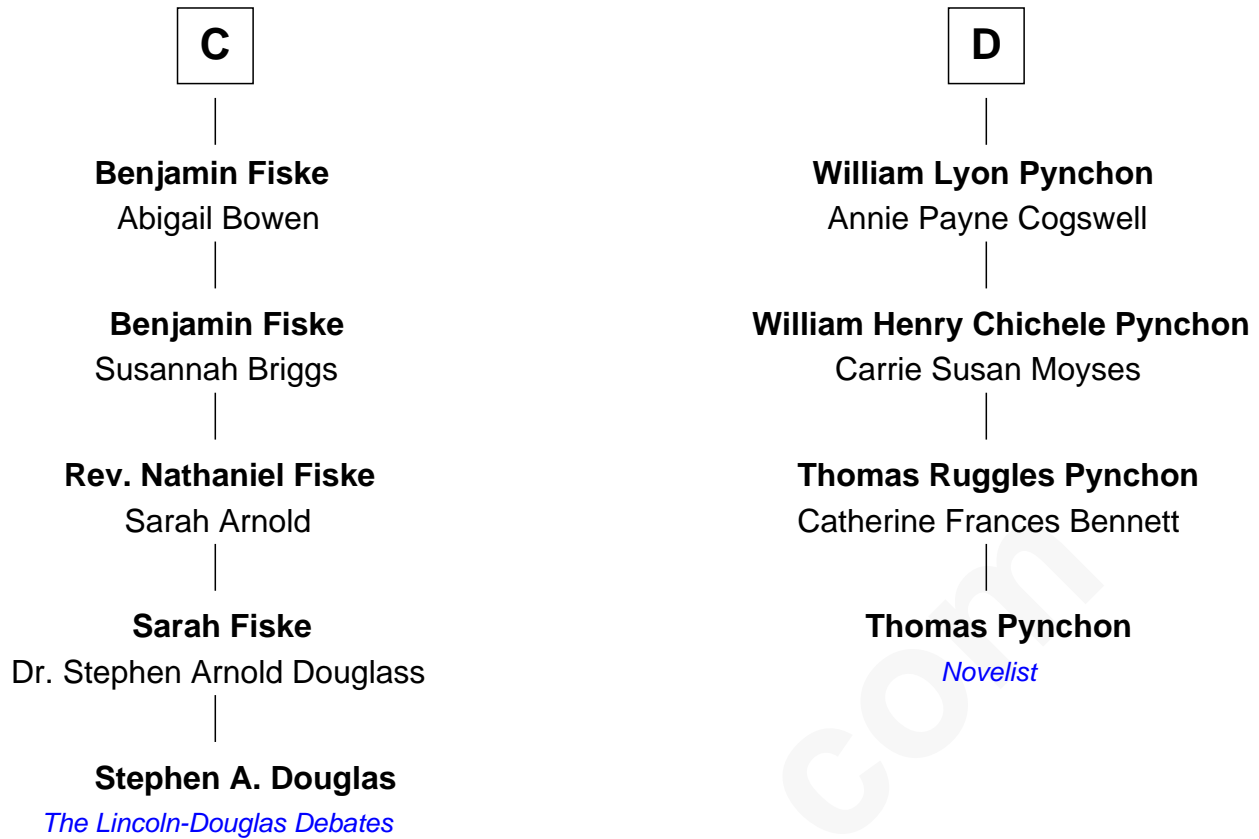 C
Benjamin Fiske
Abigail Bowen
Benjamin Fiske
Susannah Briggs
Rev. Nathaniel Fiske
Sarah Arnold
Sarah Fiske
Dr. Stephen Arnold Douglass
Stephen A. Douglas
The Lincoln-Douglas Debates
D
William Lyon Pynchon
Annie Payne Cogswell
William Henry Chichele Pynchon
Carrie Susan Moyses
Thomas Ruggles Pynchon
Catherine Frances Bennett
Thomas Pynchon
Novelist
com